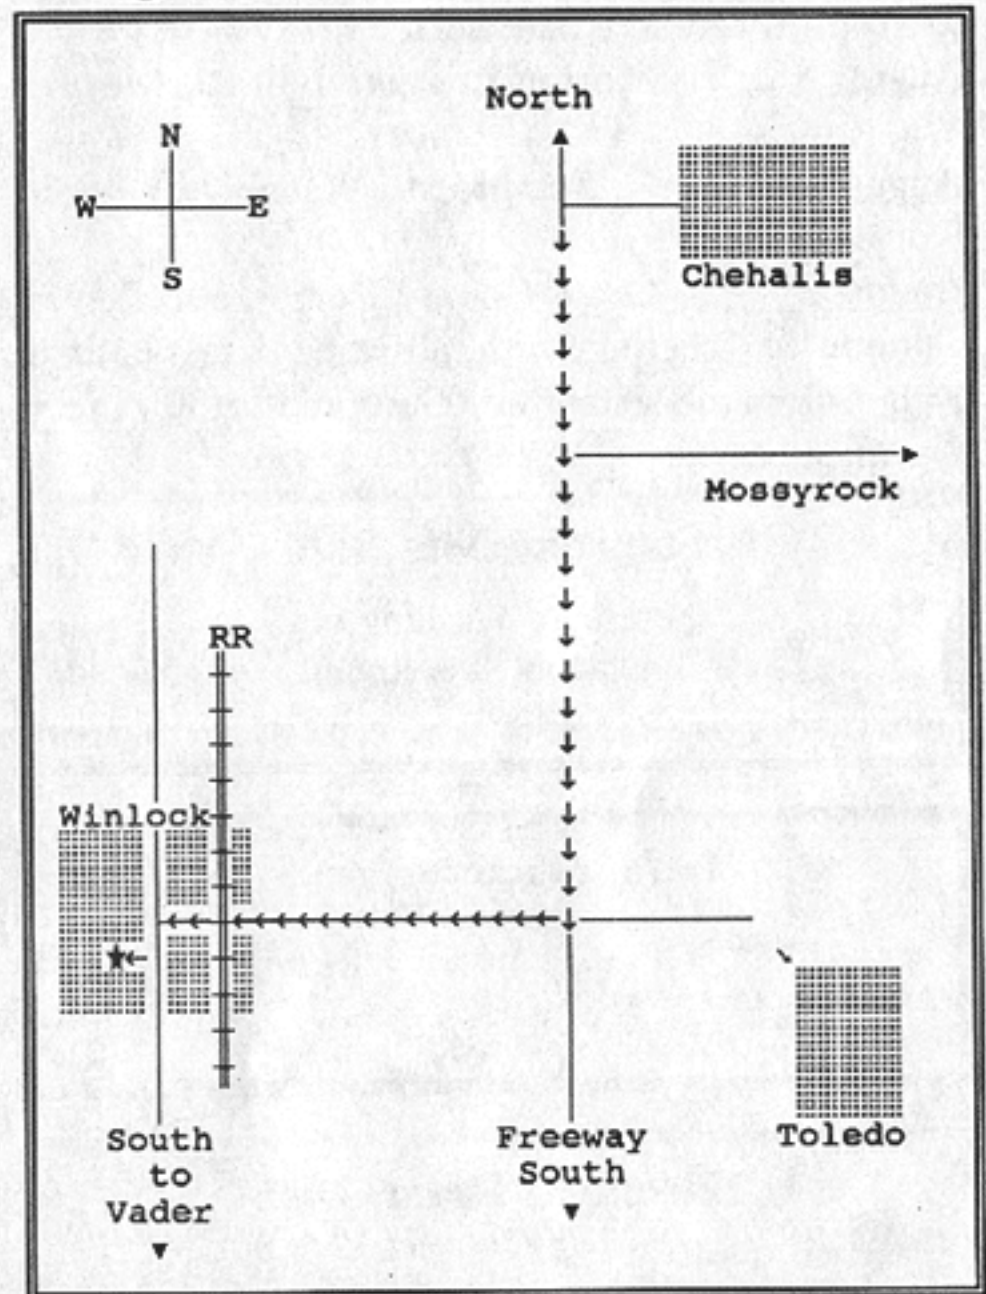 North
N
W E
S
Chehalis
Mossyrock
RR
Winlock
Toledo
South
to
Vader
Freeway
South